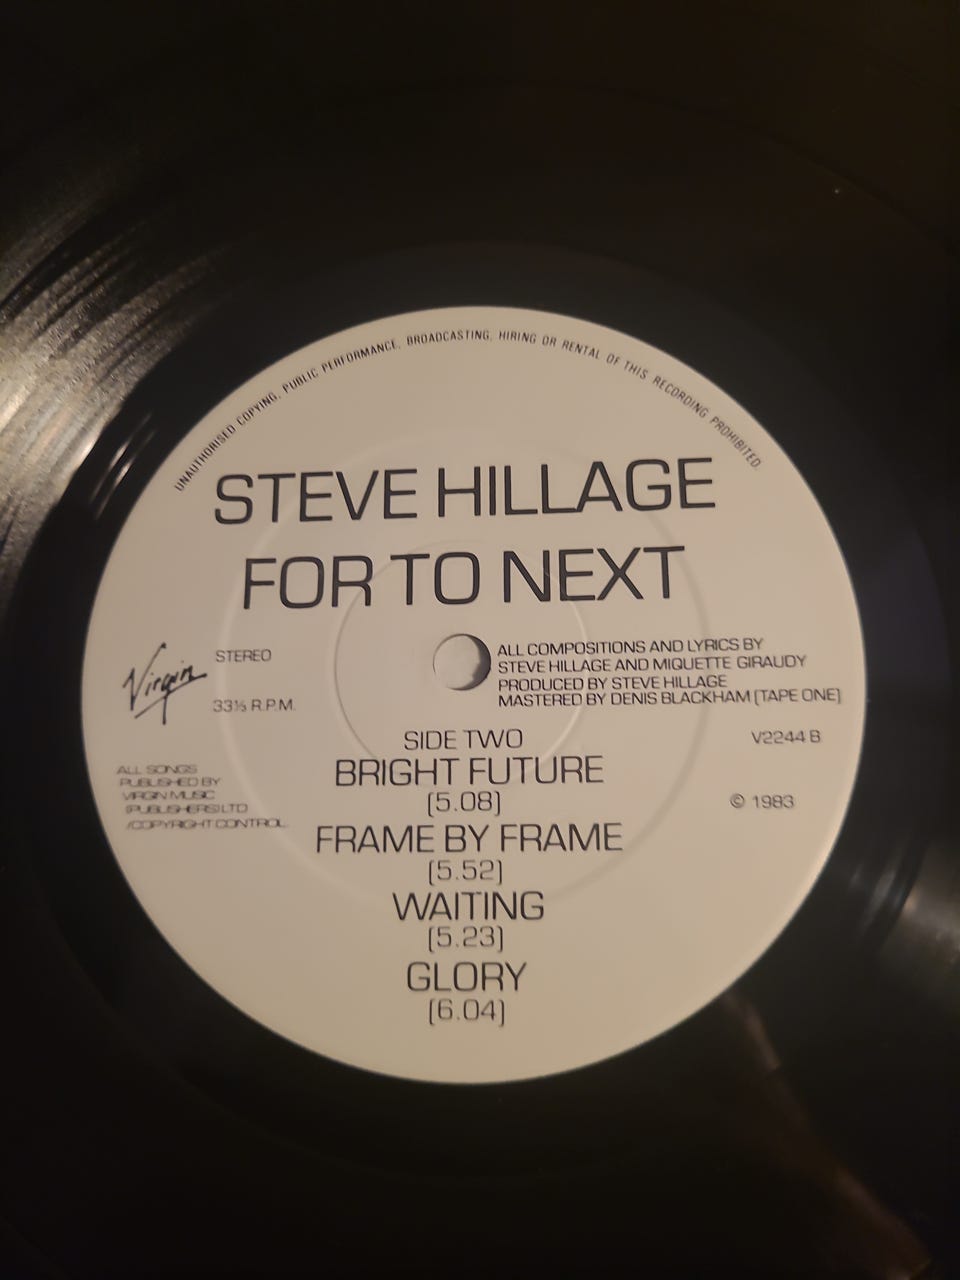 UNAUTHORISED COPYING, PUBLIC PERFORMANCE, BROADCASTING, HIRING OR RENTAL OF THIS RECORDING PROHIBITED.
STEVE HILLAGE
FOR TO NEXT
Virgin
STEREO
33⅓ R.P.M.
ALL COMPOSITIONS AND LYRICS BY
STEVE HILLAGE AND MIQUETTE GIRAUDY
PRODUCED BY STEVE HILLAGE
MASTERED BY DENIS BLACKHAM [TAPE ONE]
V2244 B
© 1983
ALL SONGS
PUBLISHED BY
VIRGIN MUSIC
(PUBLISHERS) LTD
/COPYRIGHT CONTROL.
SIDE TWO
BRIGHT FUTURE
[5.08]
FRAME BY FRAME
[5.52]
WAITING
[5.23]
GLORY
[6.04]